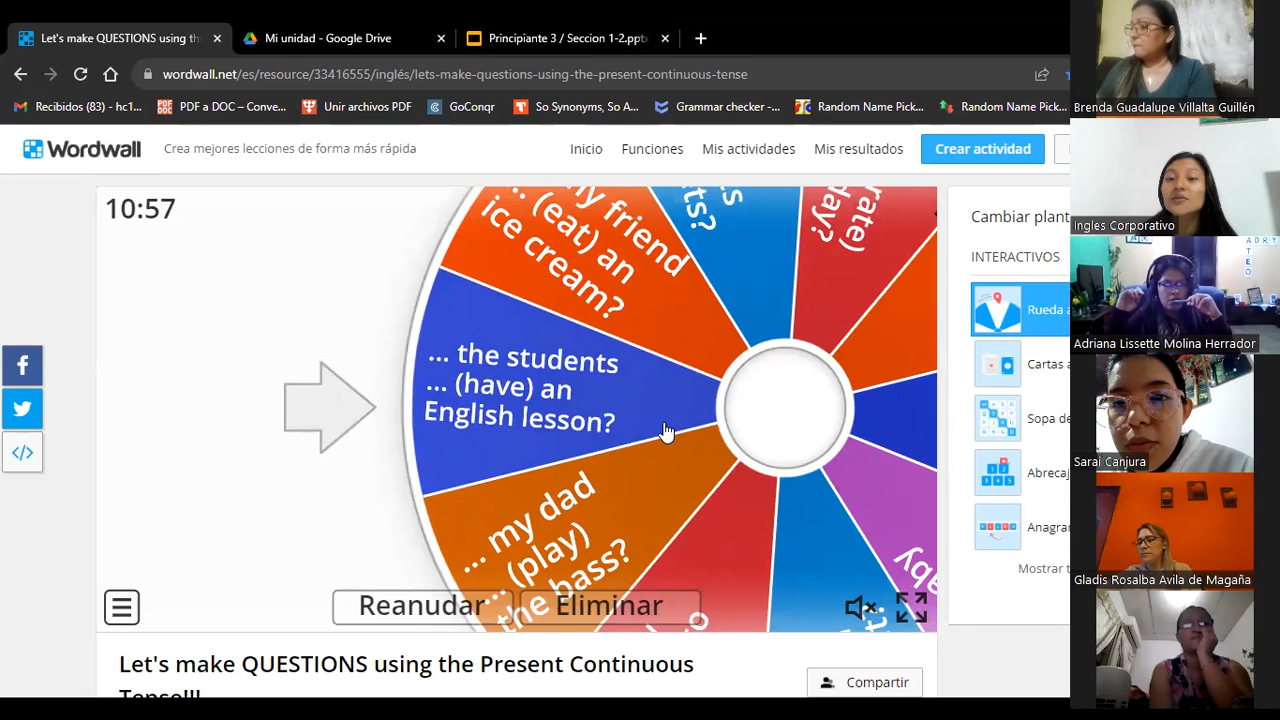 Let's make QUESTIONS using th
Mi unidad - Google Drive
Principiante 3 / Seccion 1-2.pptx
wordwall.net/es/resource/33416555/inglés/lets-make-questions-using-the-present-continuous-tense
Recibidos (83) - hc1...
PDF a DOC – Conve...
Unir archivos PDF
GoConqr
So Synonyms, So A...
Grammar checker -...
Random Name Pick...
Random Name Pick...
Wordwall
Crea mejores lecciones de forma más rápida
Inicio
Funciones
Mis actividades
Mis resultados
Crear actividad
10:57
my friend
... (eat) an
ice cream?
... the students
... (have) an
English lesson?
... my dad
... (play)
the bass?
Reanudar
Eliminar
Cambiar plant
INTERACTIVOS
Rueda a
Cartas a
Sopa de
Abrecaj
Anagran
Mostrar t
Let's make QUESTIONS using the Present Continuous
Tense!!!
Compartir
Brenda Guadalupe Villalta Guillén
Ingles Corporativo
Adriana Lissette Molina Herrador
Sarai Canjura
Gladis Rosalba Avila de Magaña